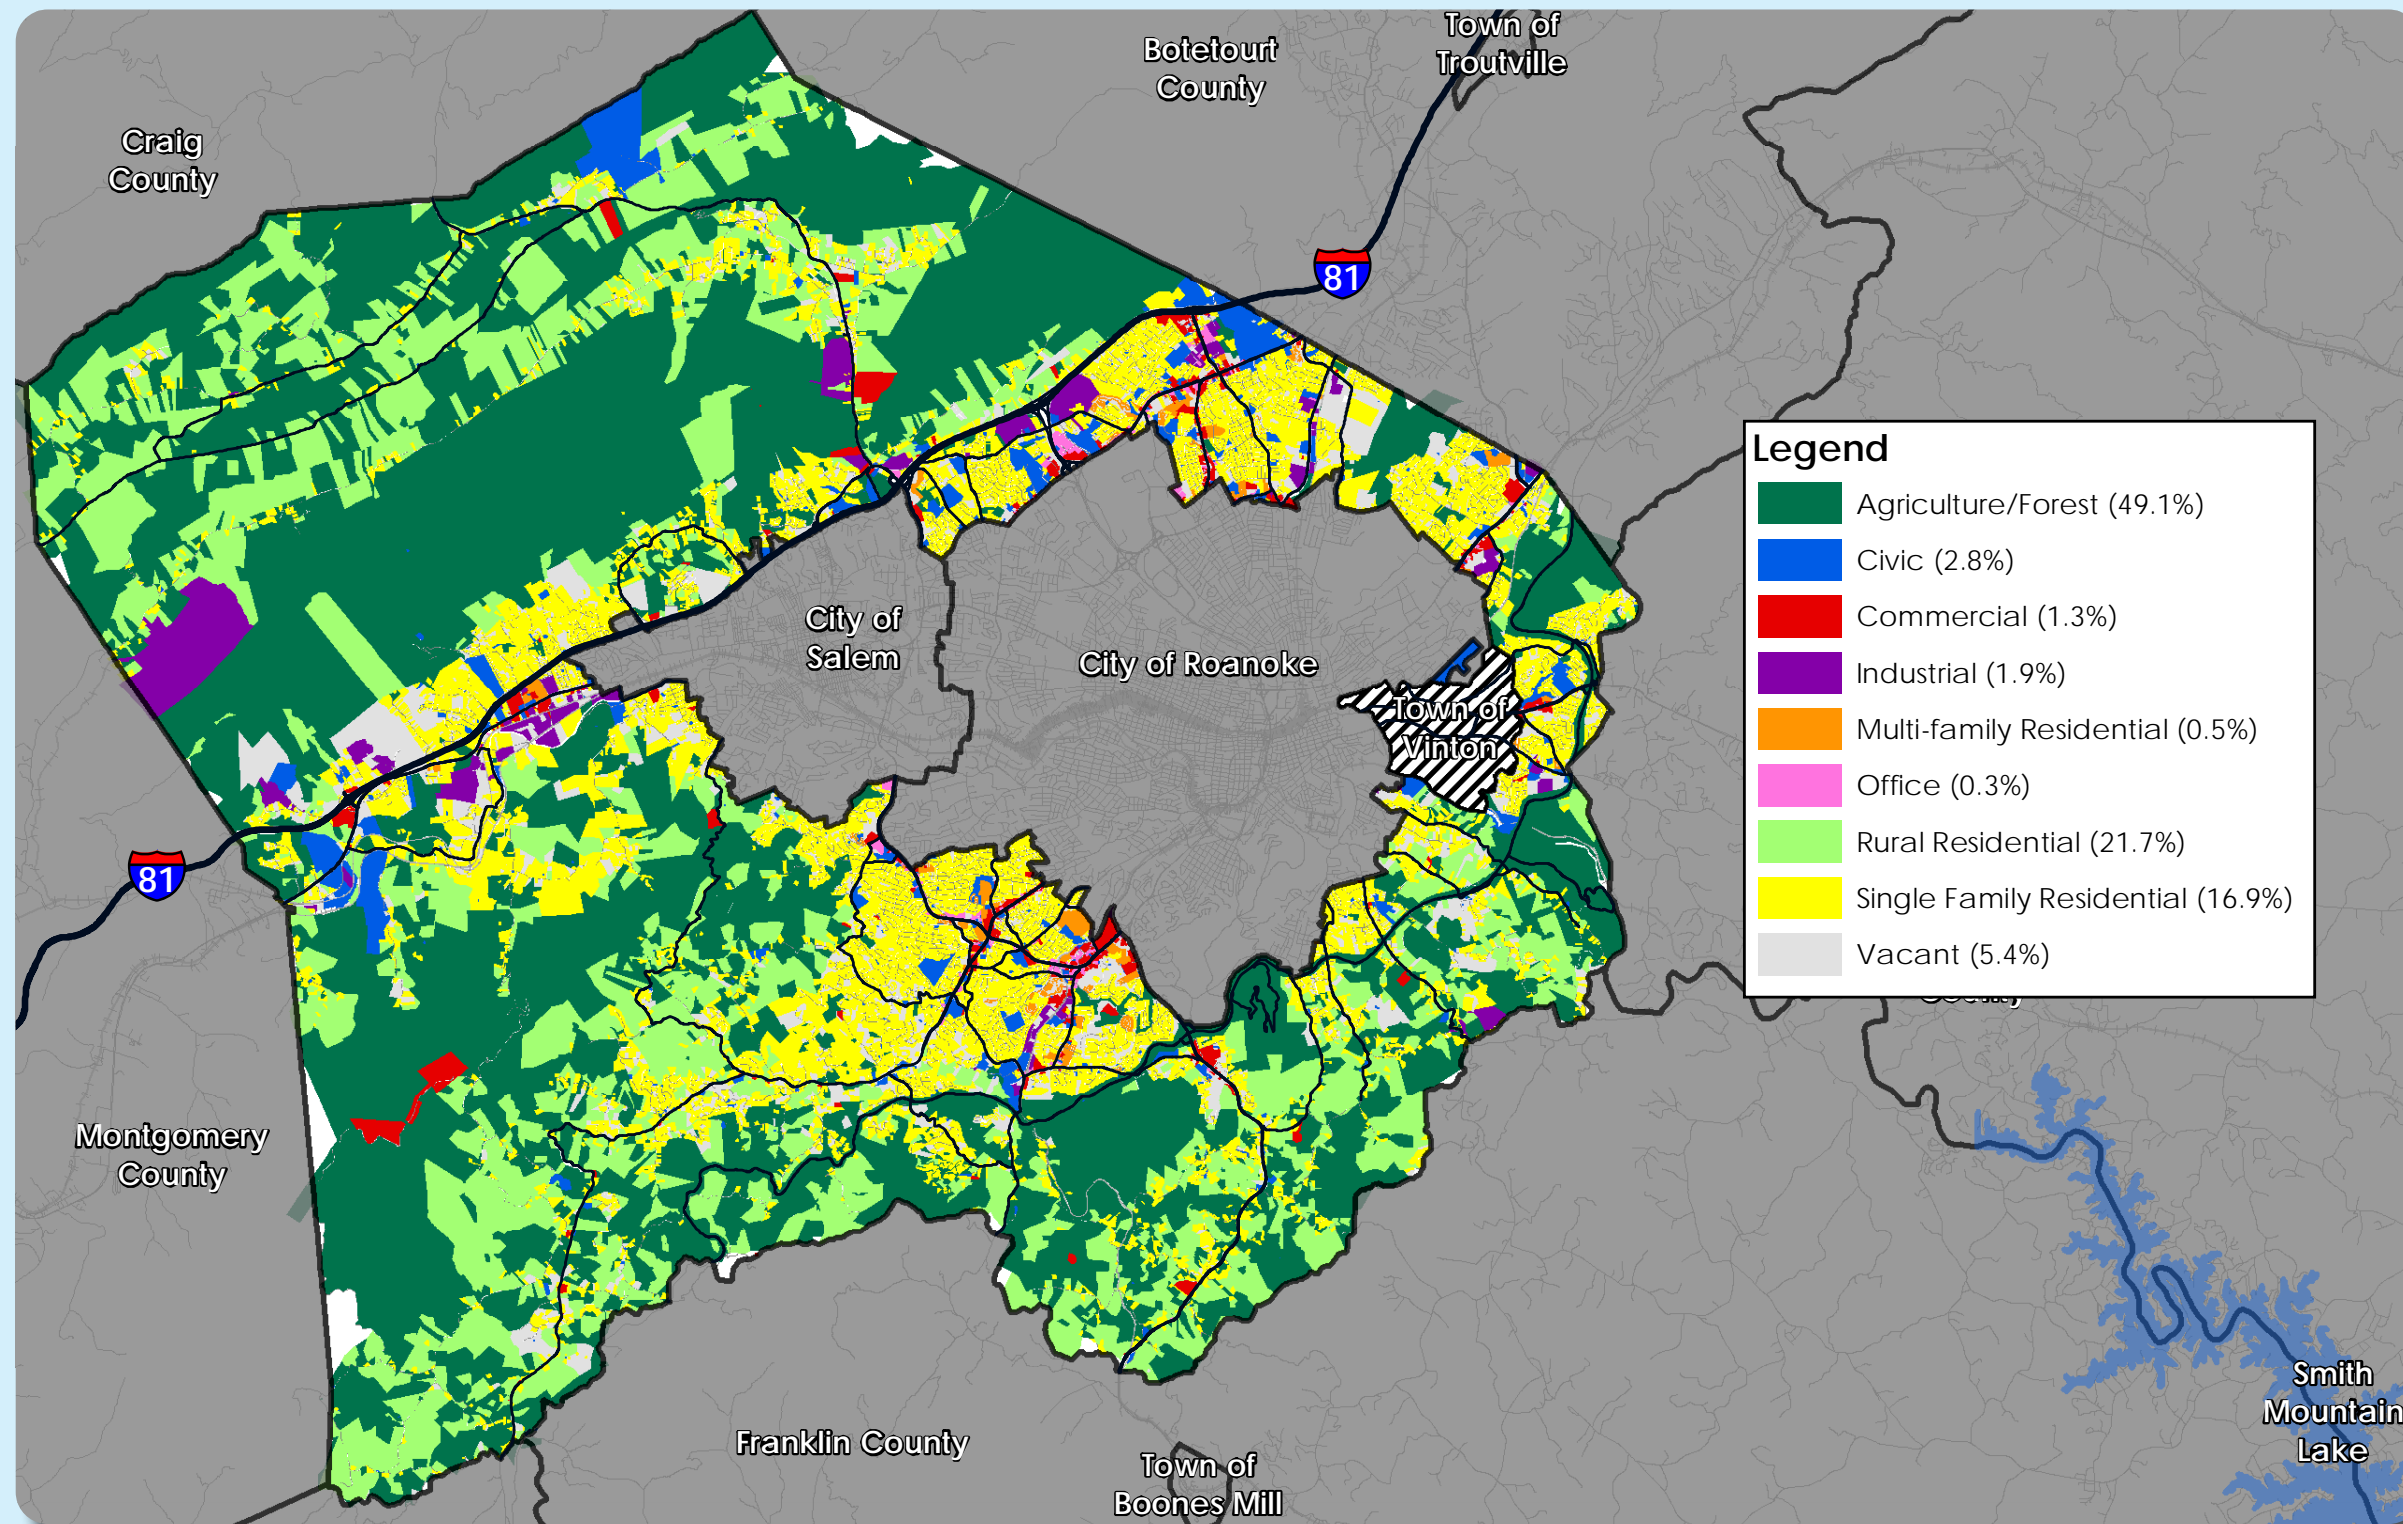 Town of
Troutville
Botetourt
County
Craig
County
81
Legend
Agriculture/Forest (49.1%)
Civic (2.8%)
Commercial (1.3%)
Industrial (1.9%)
Multi-family Residential (0.5%)
Office (0.3%)
Rural Residential (21.7%)
Single Family Residential (16.9%)
Vacant (5.4%)
City of
Salem
City of Roanoke
Town of
Vinton
81
County
Montgomery
County
Smith
Mountain
Lake
Franklin County
Town of
Boones Mill